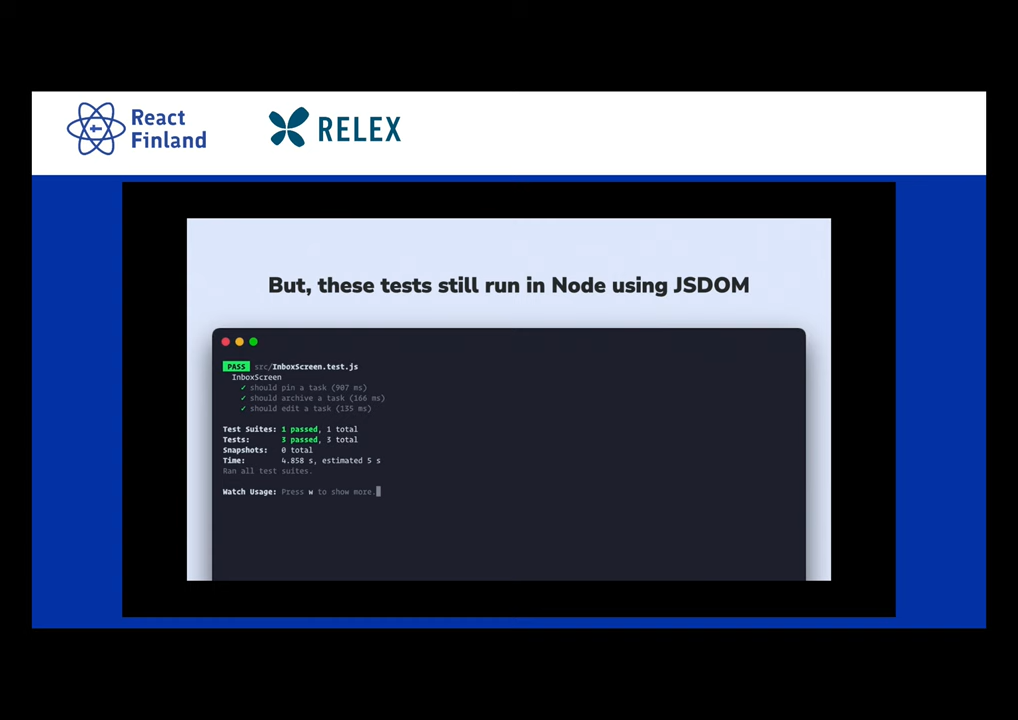 React
Finland
RELEX
But, these tests still run in Node using JSDOM
PASS src/InboxScreen.test.js
InboxScreen
✓ should pin a task (907 ms)
✓ should archive a task (166 ms)
✓ should edit a task (135 ms)
Test Suites: 1 passed, 1 total
Tests: 3 passed, 3 total
Snapshots: 0 total
Time: 4.858 s, estimated 5 s
Ran all test suites.
Watch Usage: Press w to show more.